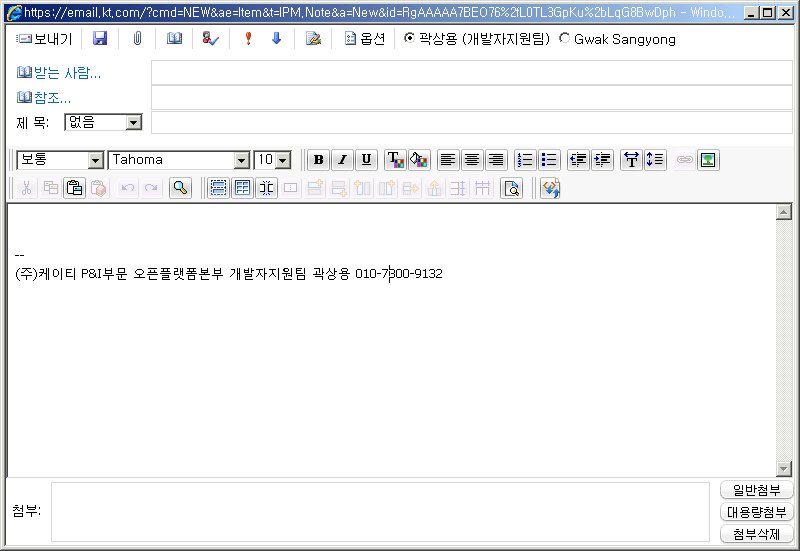 https://email.kt.com/?cmd=NEW&ae=Item&t=IPM.Note&a=New&id=RgAAAAA7BEO76%2fL0TL3GpKu%2bLqG8BwDph - Windo...
보내기 옵션 곽상용 (개발자지원팀) Gwak Sangyong
받는 사람...
참조...
제 목: 없음
보통 Tahoma 10 B I U T
--
(주)케이티 P&I부문 오픈플랫폼본부 개발자지원팀 곽상용 010-7300-9132
첨부:
일반첨부
대용량첨부
첨부삭제